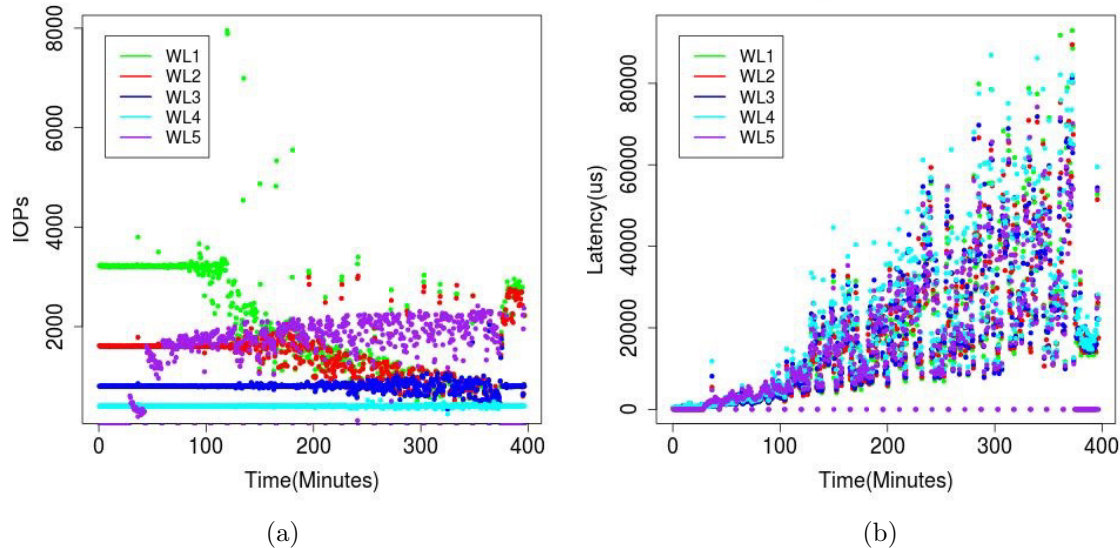 8000
6000
4000
2000
IOPs
WL1
WL2
WL3
WL4
WL5
0
100
200
300
400
Time(Minutes)
(a)
80000
60000
40000
20000
0
Latency(us)
WL1
WL2
WL3
WL4
WL5
0
100
200
300
400
Time(Minutes)
(b)